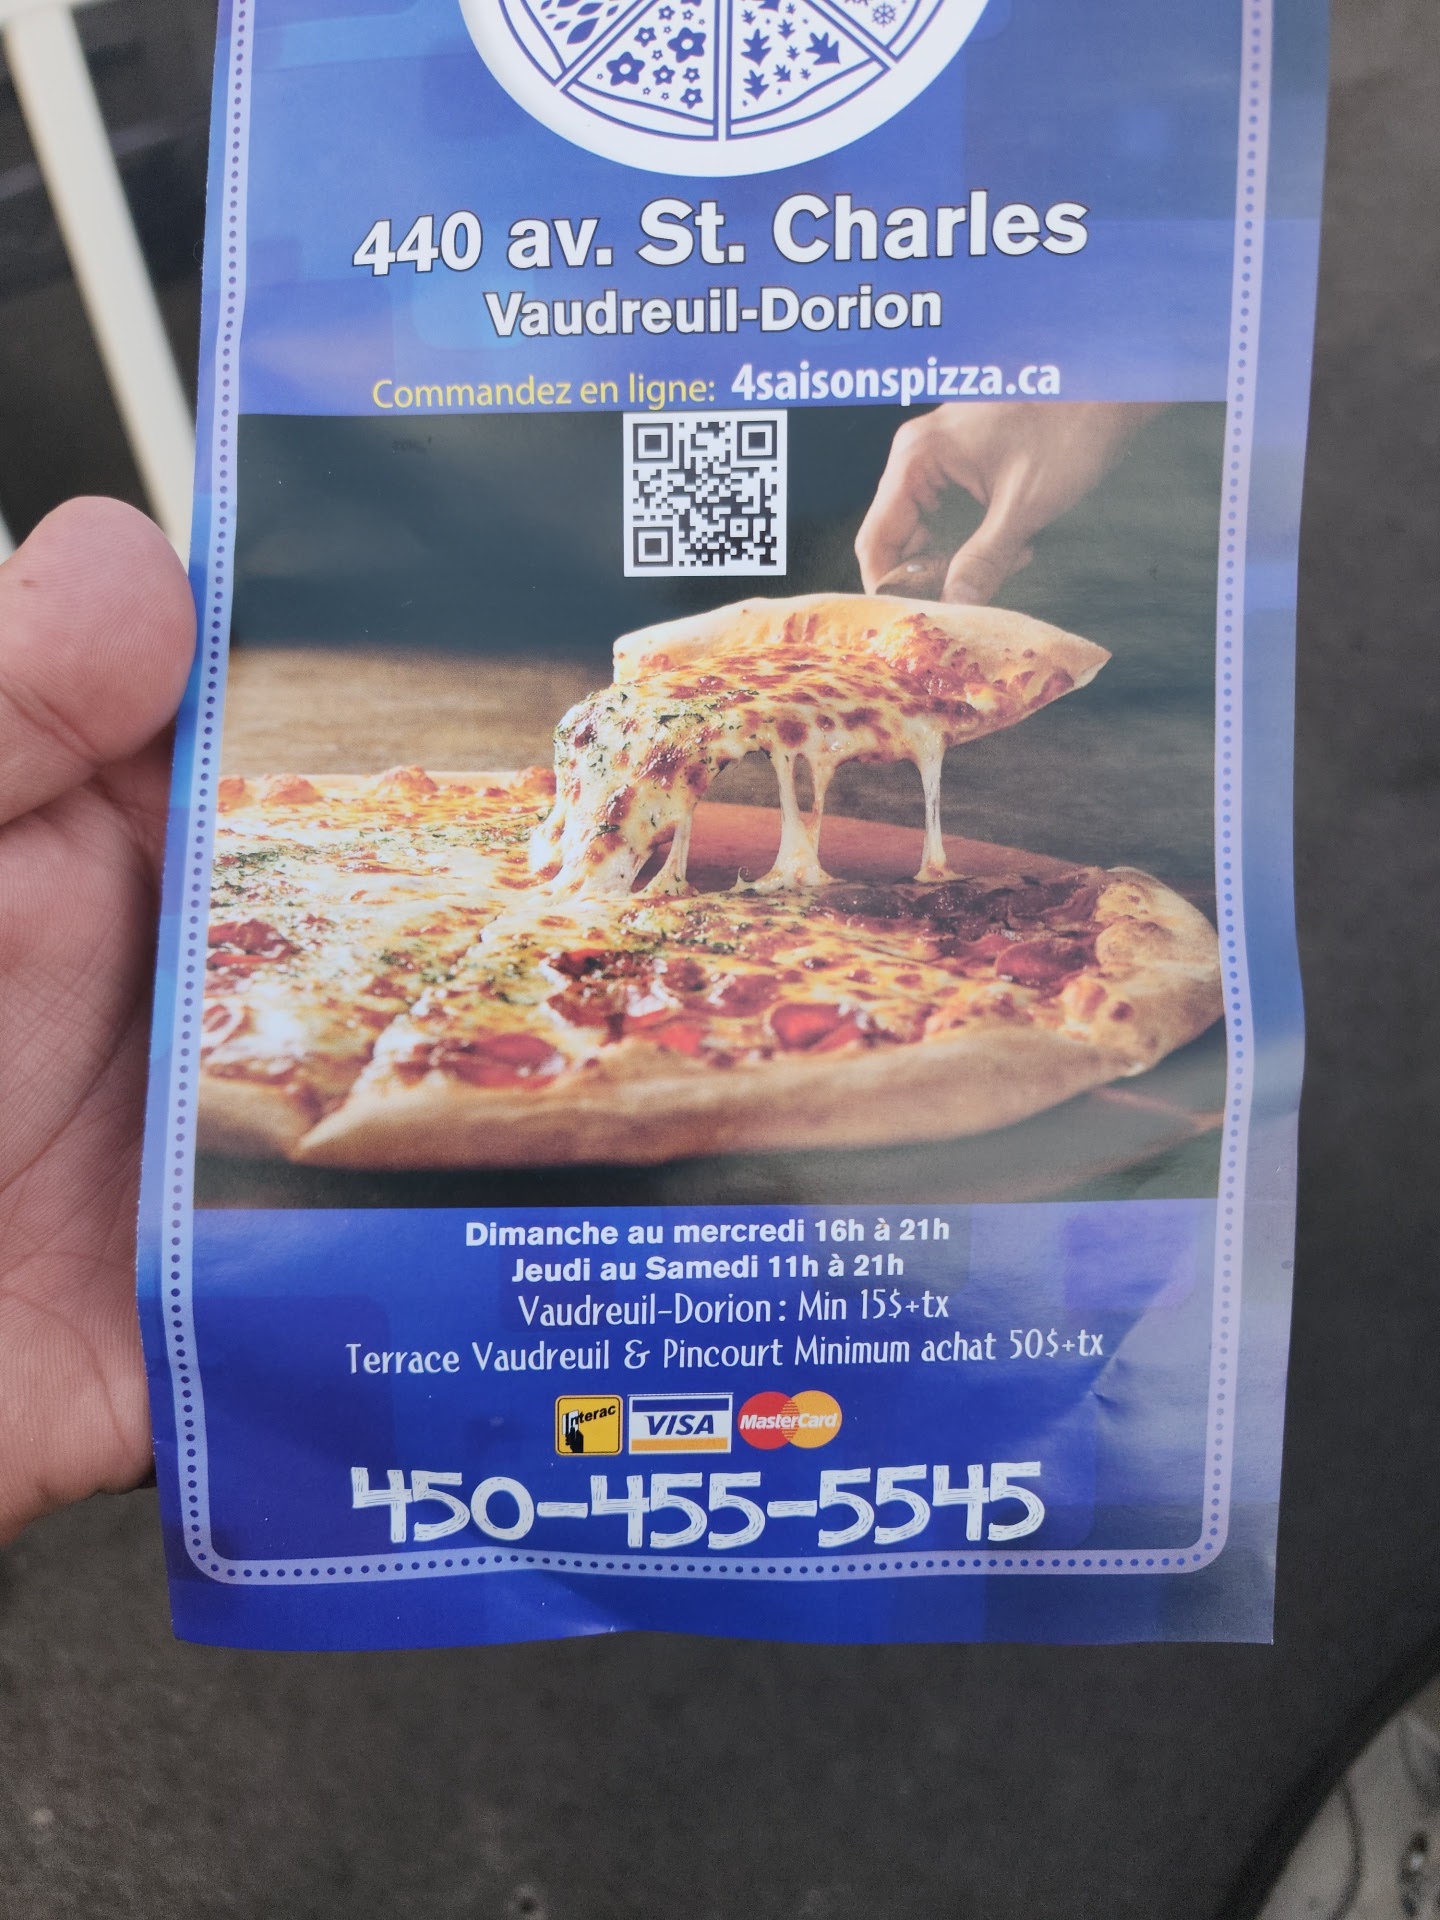 440 av. St. Charles
Vaudreuil-Dorion
Commandez en ligne: 4saisonspizza.ca
Dimanche au mercredi 16h à 21h
Jeudi au Samedi 11h à 21h
Vaudreuil-Dorion: Min 15$+tx
Terrace Vaudreuil & Pincourt Minimum achat 50$+tx
Interac VISA MasterCard
450-455-5545